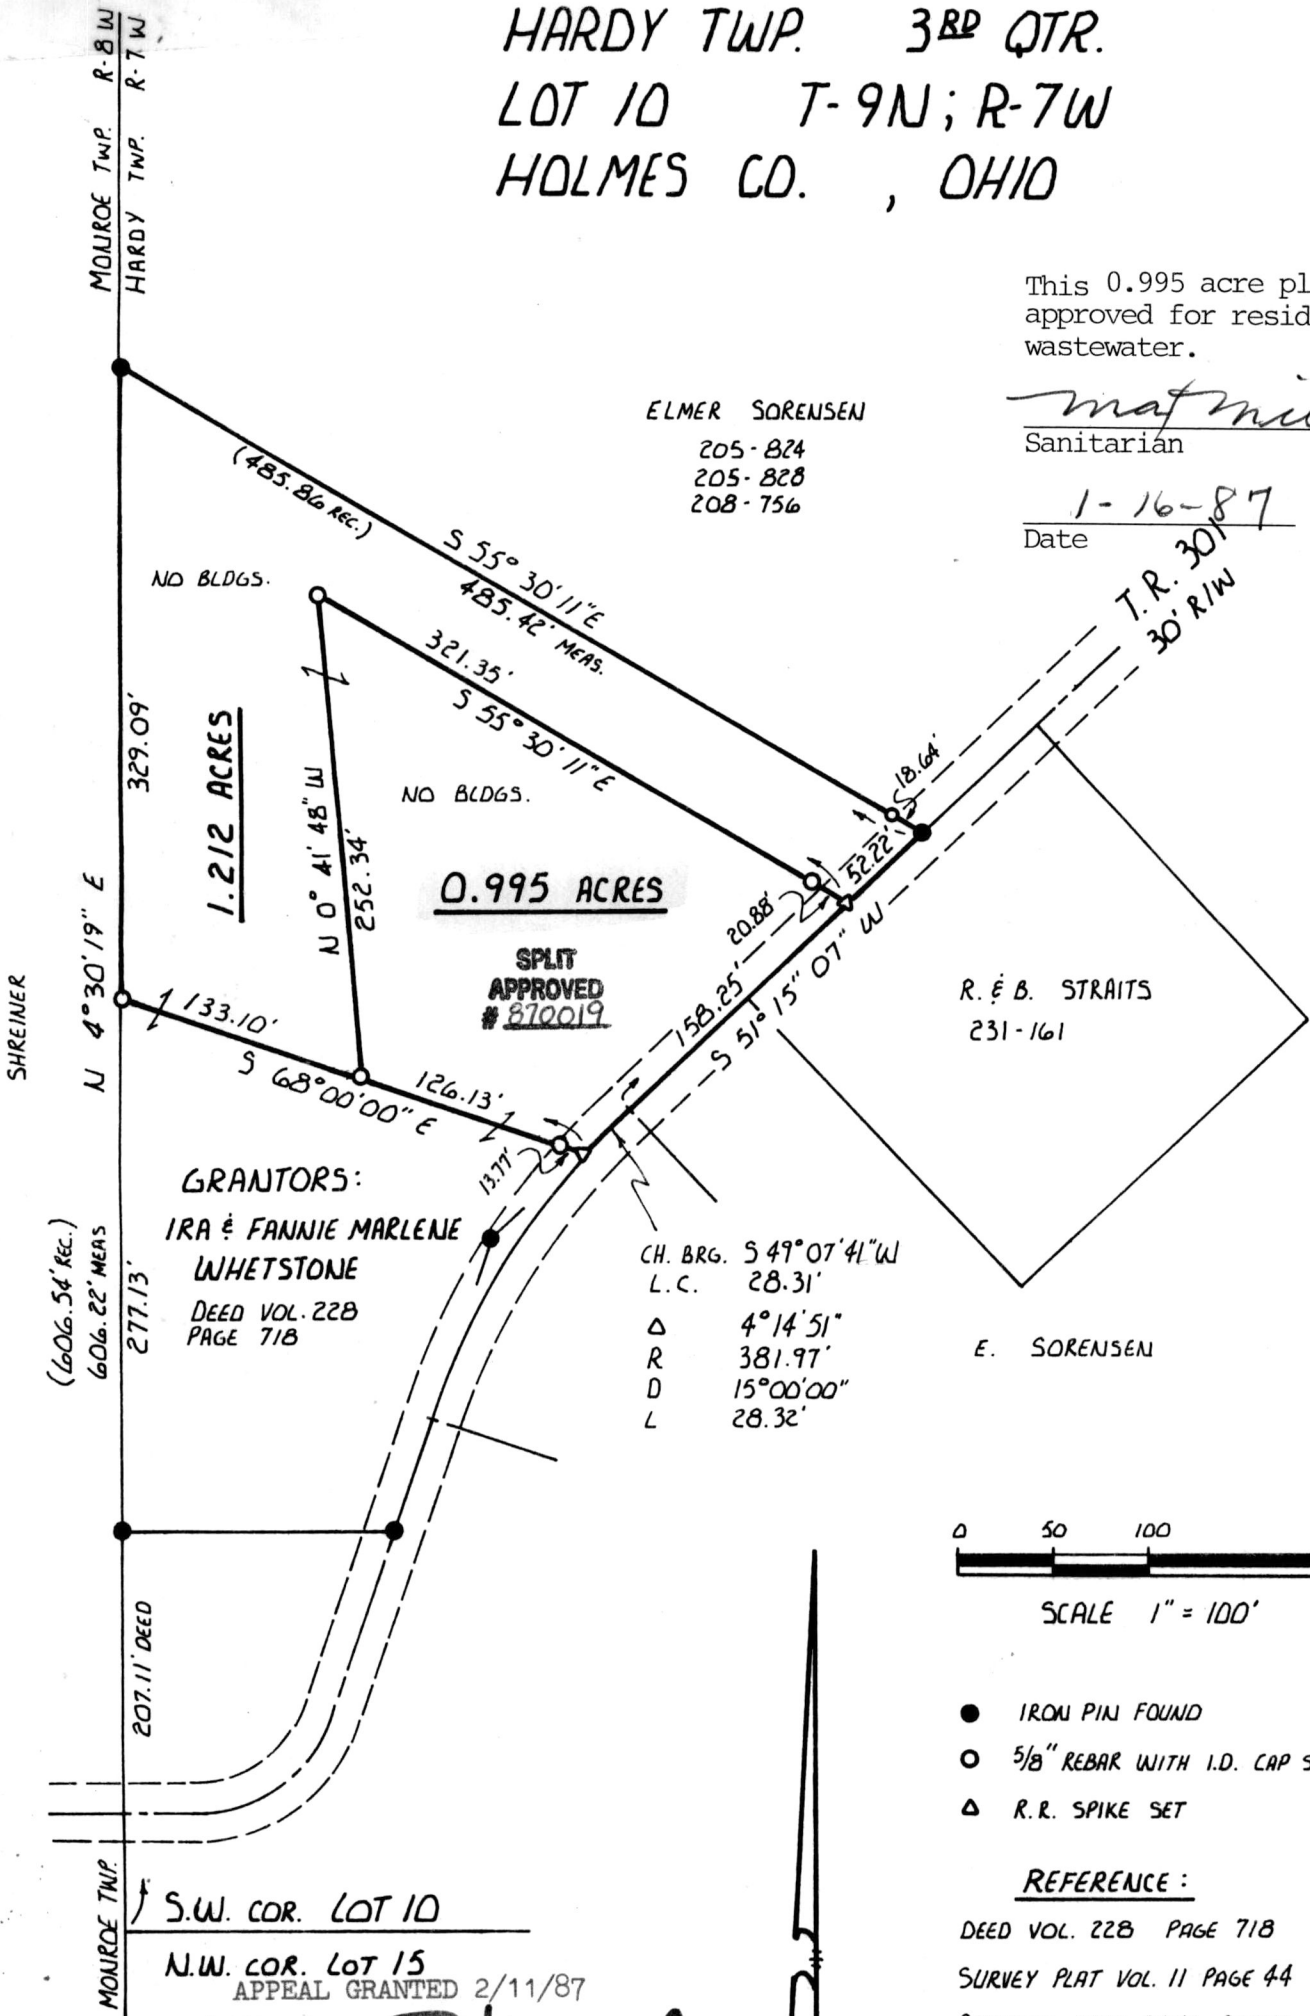 HARDY TWP. 3RD QTR.
LOT 10 T-9N; R-7W
HOLMES CO. , OHIO
MONROE TWP. R-8W
HARDY TWP. R-7W
This 0.995 acre
approved for
wastewater.
Sanitarian
1-16-87
Date
ELMER SORENSEN
205-824
205-828
208-756
T.R. 301
30' R/W
(485.86 REC.)
S 55° 30' 11" E
485.42' MEAS.
NO BLDGS.
321.35'
S 55° 30' 11" E
329.09'
1.212 ACRES
N 0° 41' 48" W
252.34'
NO BLDGS.
0.995 ACRES
SPLIT
APPROVED
# 870019
18.64'
52.22'
20.88'
158.25'
S 51° 15" 07" W
R. & B. STRAITS
231-161
SHREINER
N 4° 30' 19" E
133.10'
S 68° 00' 00" E
126.13'
13.77'
GRANTORS:
IRA & FANNIE MARLENE
WHETSTONE
DEED VOL. 228
PAGE 718
(606.54' REC.)
606.22' MEAS
277.13'
CH. BRG. S 49° 07' 41" W
L.C. 28.31'
Δ 4° 14' 51"
R 381.97'
D 15° 00' 00"
L 28.32'
E. SORENSEN
0 50 100
SCALE 1" = 100'
207.11' DEED
IRON PIN FOUND
5/8" REBAR WITH I.D. CAP
R.R. SPIKE SET
REFERENCE:
DEED VOL. 228 PAGE 718
SURVEY PLAT VOL. 11 PAGE 44
MONROE TWP.
S.W. COR. LOT 10
N.W. COR. LOT 15
APPEAL GRANTED 2/11/87